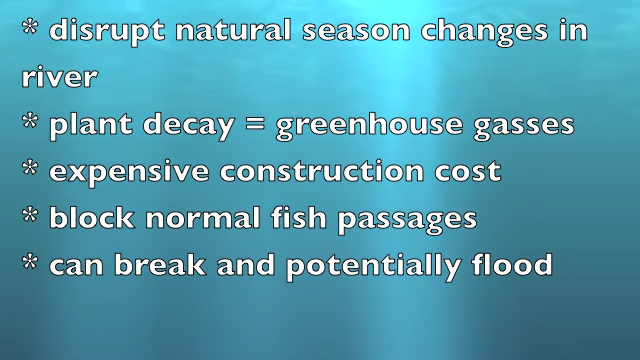 * disrupt natural season changes in
river
* plant decay = greenhouse gasses
* expensive construction cost
* block normal fish passages
* can break and potentially flood